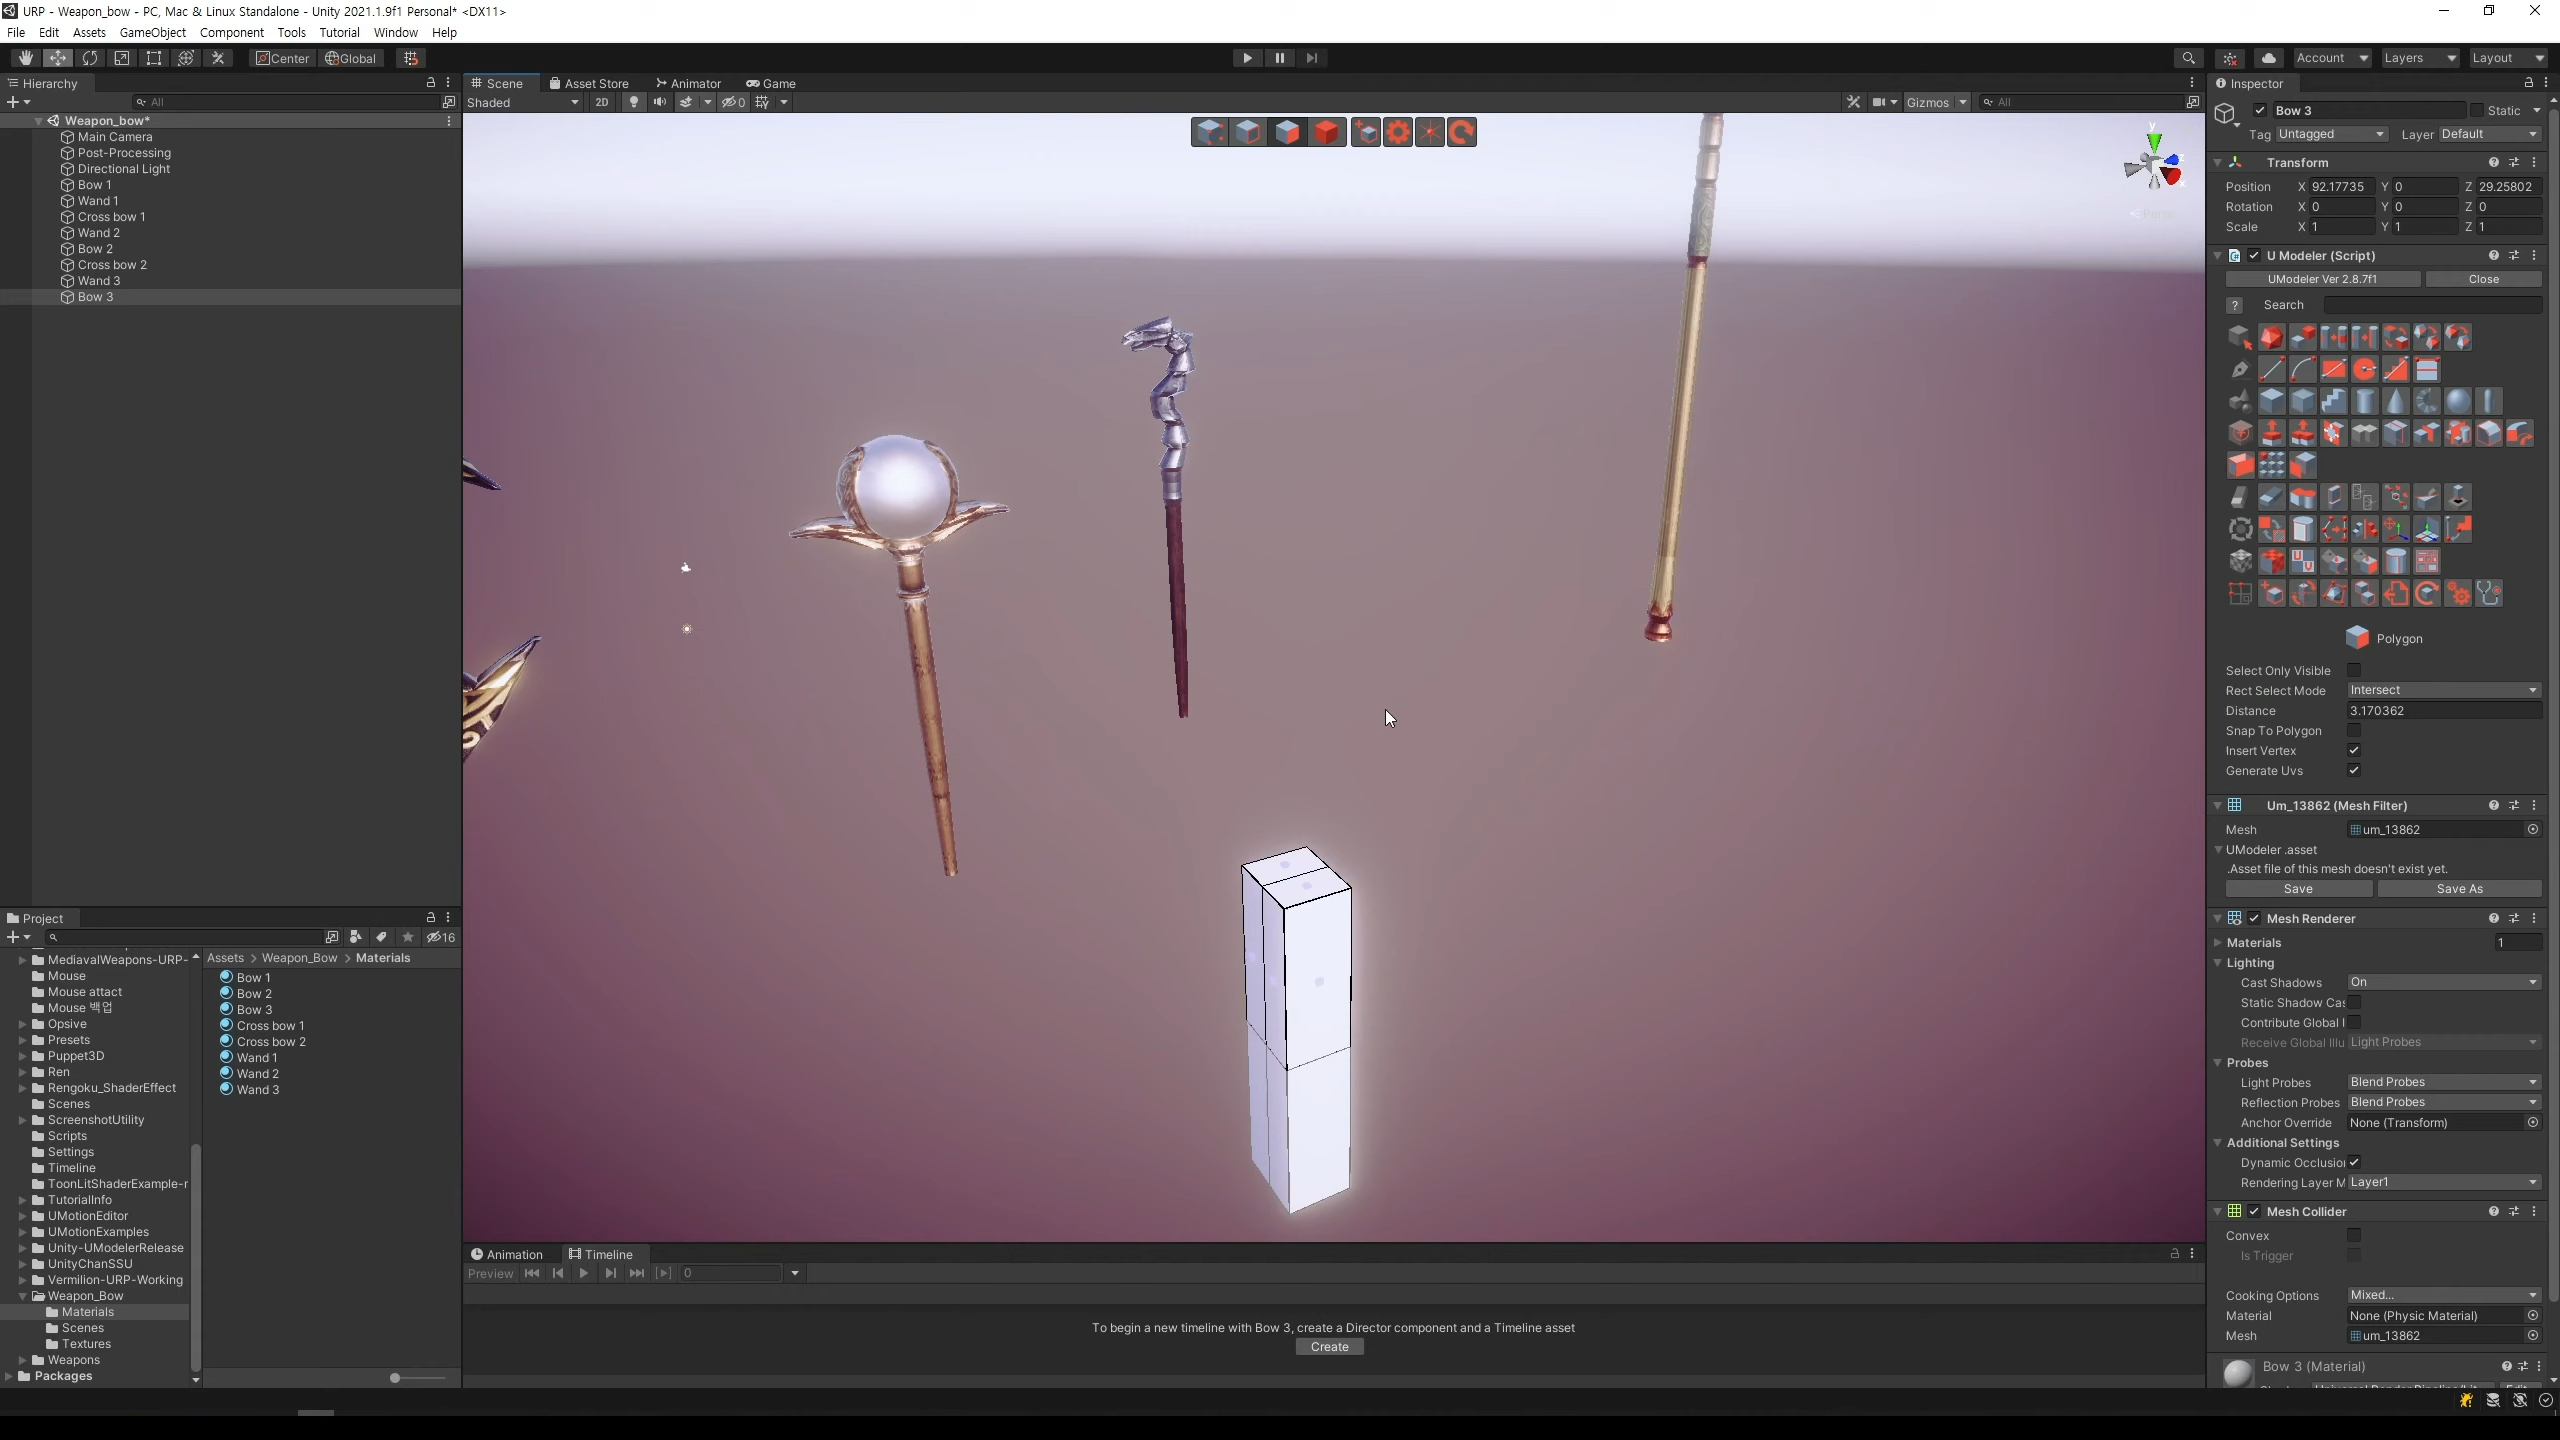 URP - Weapon_bow - PC, Mac & Linux Standalone - Unity 2021.1.9f1 Personal* <DX11>
File Edit Assets GameObject Component Tools Tutorial Window Help
Center Global
Account Layers Layout
Hierarchy
All
Weapon_bow*
Main Camera
Post-Processing
Directional Light
Bow 1
Wand 1
Cross bow 1
Wand 2
Bow 2
Cross bow 2
Wand 3
Bow 3
Scene Asset Store Animator Game
Shaded 2D 0 Gizmos All
y
Project
16
MediavalWeapons-URP-
Mouse
Mouse attact
Mouse 백업
Opsive
Presets
Puppet3D
Ren
Rengoku_ShaderEffect
Scenes
ScreenshotUtility
Scripts
Settings
Timeline
ToonLitShaderExample-r
TutorialInfo
UMotionEditor
UMotionExamples
Unity-UModelerRelease
UnityChanSSU
Vermilion-URP-Working
Weapon_Bow
Materials
Scenes
Textures
Weapons
Packages
Assets > Weapon_Bow > Materials
Bow 1
Bow 2
Bow 3
Cross bow 1
Cross bow 2
Wand 1
Wand 2
Wand 3
Animation Timeline
Preview 0
To begin a new timeline with Bow 3, create a Director component and a Timeline asset
Create
Inspector
Bow 3 Static
Tag Untagged Layer Default
Transform
Position X 92.17735 Y 0 Z 29.25802
Rotation X 0 Y 0 Z 0
Scale X 1 Y 1 Z 1
U Modeler (Script)
UModeler Ver 2.8.7f1 Close
? Search
Polygon
Select Only Visible
Rect Select Mode Intersect
Distance 3.170362
Snap To Polygon
Insert Vertex
Generate Uvs
Um_13862 (Mesh Filter)
Mesh um_13862
UModeler .asset
.Asset file of this mesh doesn't exist yet.
Save Save As
Mesh Renderer
Materials 1
Lighting
Cast Shadows On
Static Shadow Cas
Contribute Global I
Receive Global Illu Light Probes
Probes
Light Probes Blend Probes
Reflection Probes Blend Probes
Anchor Override None (Transform)
Additional Settings
Dynamic Occlusion
Rendering Layer M Layer1
Mesh Collider
Convex
Is Trigger
Cooking Options Mixed...
Material None (Physic Material)
Mesh um_13862
Bow 3 (Material)